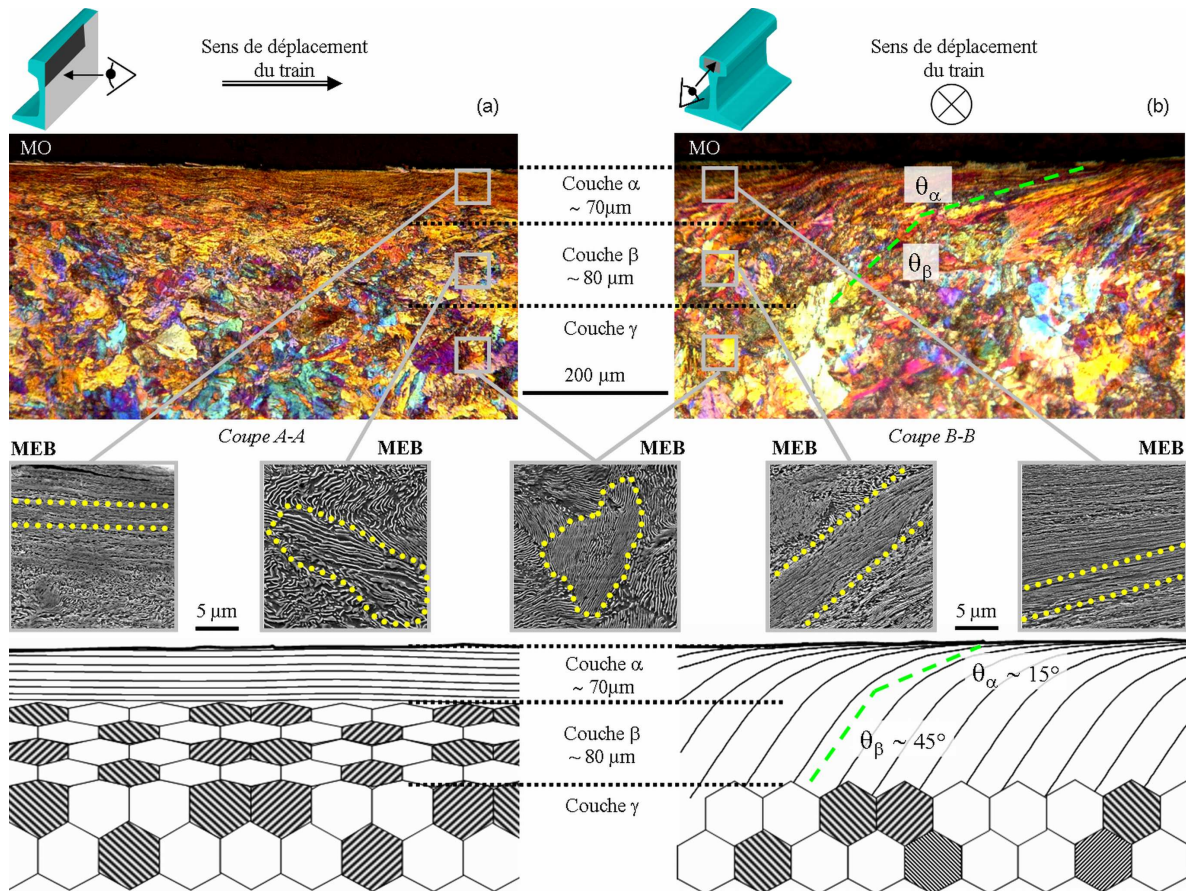 Sens de déplacement
du train
(a)
Sens de déplacement
du train
(b)
MO
MO
Couche α
~ 70µm
θα
Couche β
~ 80 µm
θβ
Couche γ
200 µm
Coupe A-A
Coupe B-B
MEB
MEB
MEB
MEB
MEB
5 µm
5 µm
Couche α
~ 70µm
θα ~ 15°
Couche β
~ 80µm
θβ ~ 45°
Couche γ